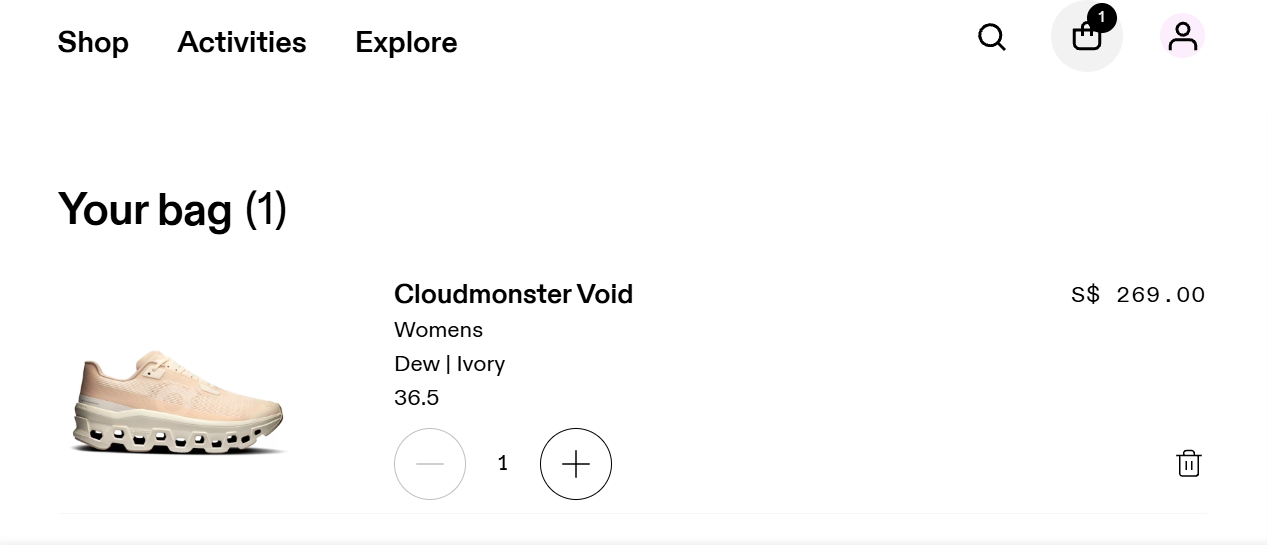 Shop Activities Explore 1
Your bag (1)
Cloudmonster Void S$ 269.00
Womens
Dew | Ivory
36.5
1